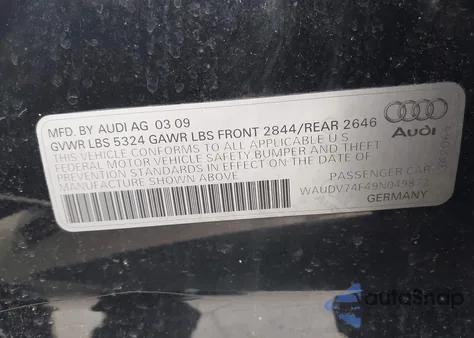 MFD. BY AUDI AG 03 09
GVWR LBS 5324 GAWR LBS FRONT 2844/REAR 2646
THIS VEHICLE CONFORMS TO ALL APPLICABLE U S
FEDERAL MOTOR VEHICLE SAFETY BUMPER AND THEFT
PREVENTION STANDARDS IN EFFECT ON THE DATE OF
MANUFACTURE SHOWN ABOVE.
Audi
PASSENGER CAR
GERMANY
AutoSnap